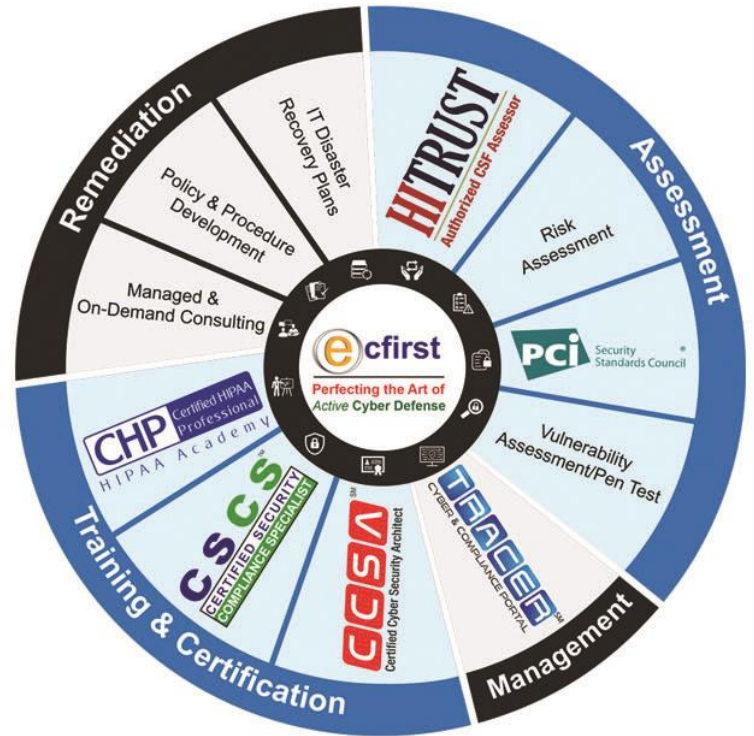 Remediation
IT Disaster
Recovery Plans
Policy & Procedure
Development
Managed &
On-Demand Consulting
Assessment
HITRUST
Authorized CSF Assessor
Risk
Assessment
PCi Security
Standards Council ®
Vulnerability
Assessment/Pen Test
Management
TRACER SM
CYBER & COMPLIANCE PORTAL
Training & Certification
CCSA SM
Certified Cyber Security Architect
CSCS ™
CERTIFIED SECURITY
COMPLIANCE SPECIALIST
CHP Certified HIPAA
Professional
HIPAA Academy
ecfirst
Perfecting the Art of
Active Cyber Defense